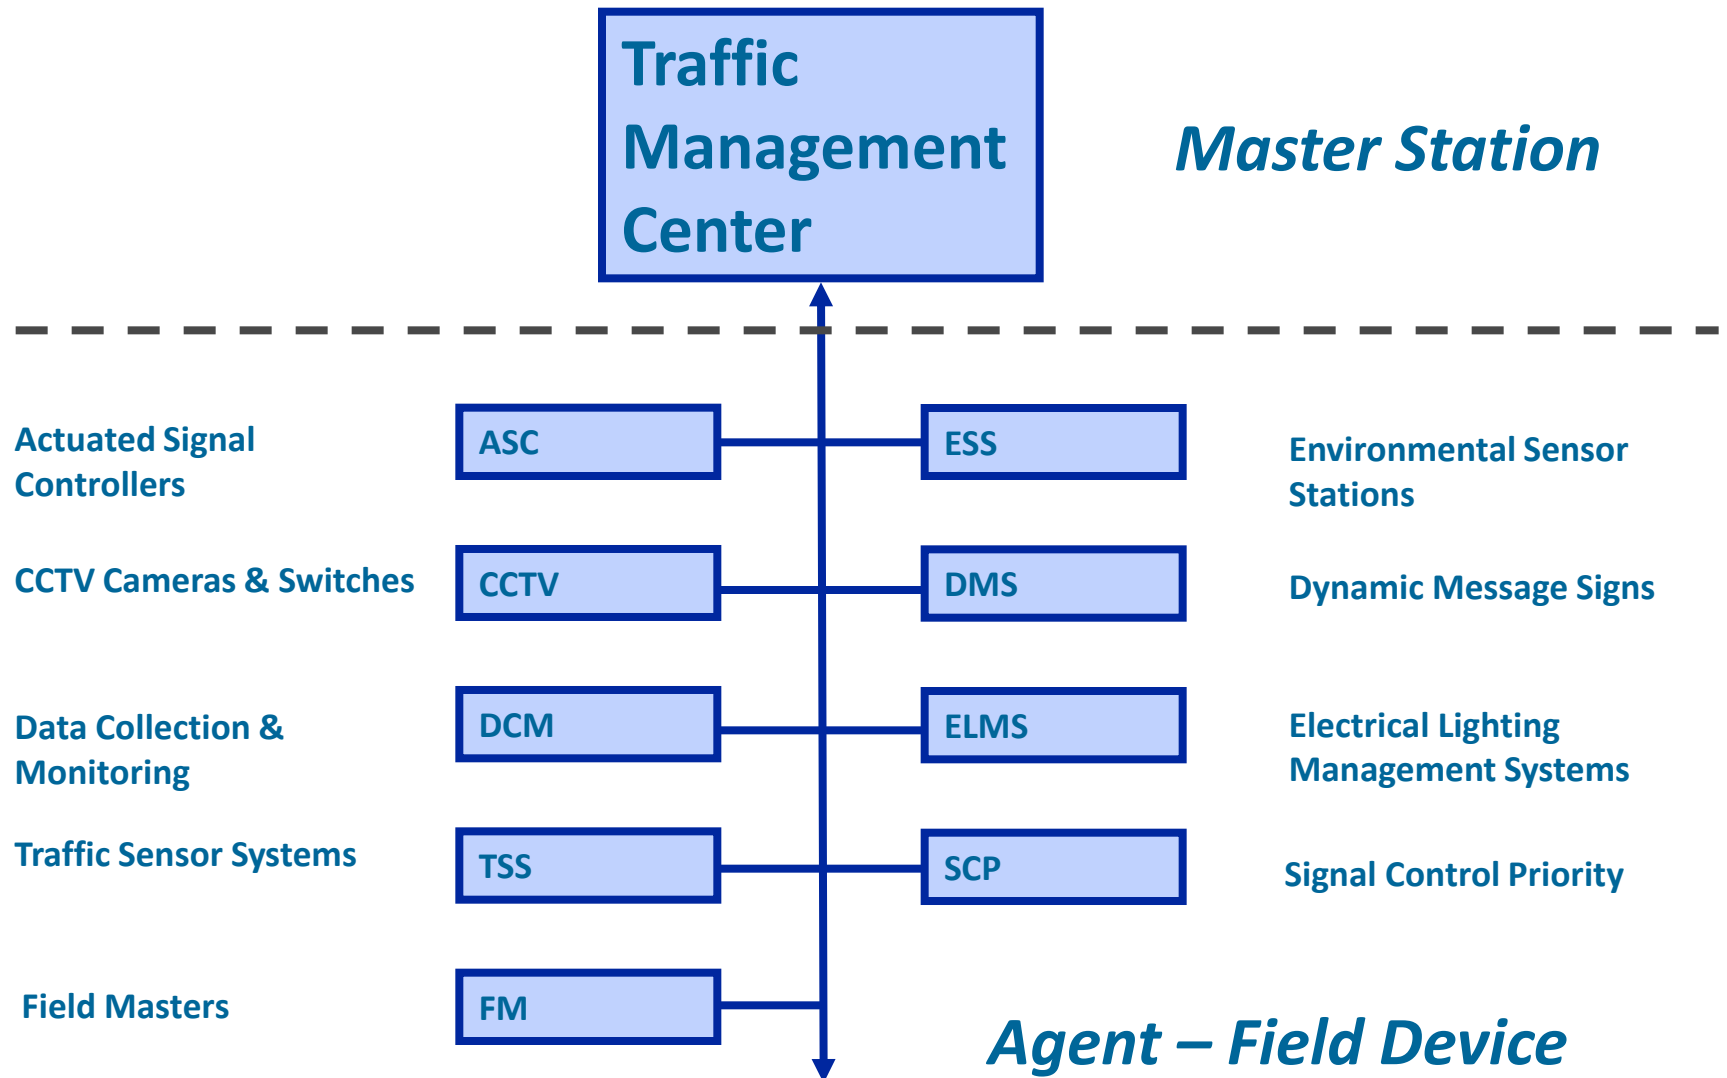 Traffic
Management
Center
Master Station
Actuated Signal
Controllers
ASC
ESS
Environmental Sensor
Stations
CCTV Cameras & Switches
CCTV
DMS
Dynamic Message Signs
Data Collection &
Monitoring
DCM
ELMS
Electrical Lighting
Management Systems
Traffic Sensor Systems
TSS
SCP
Signal Control Priority
Field Masters
FM
Agent – Field Device